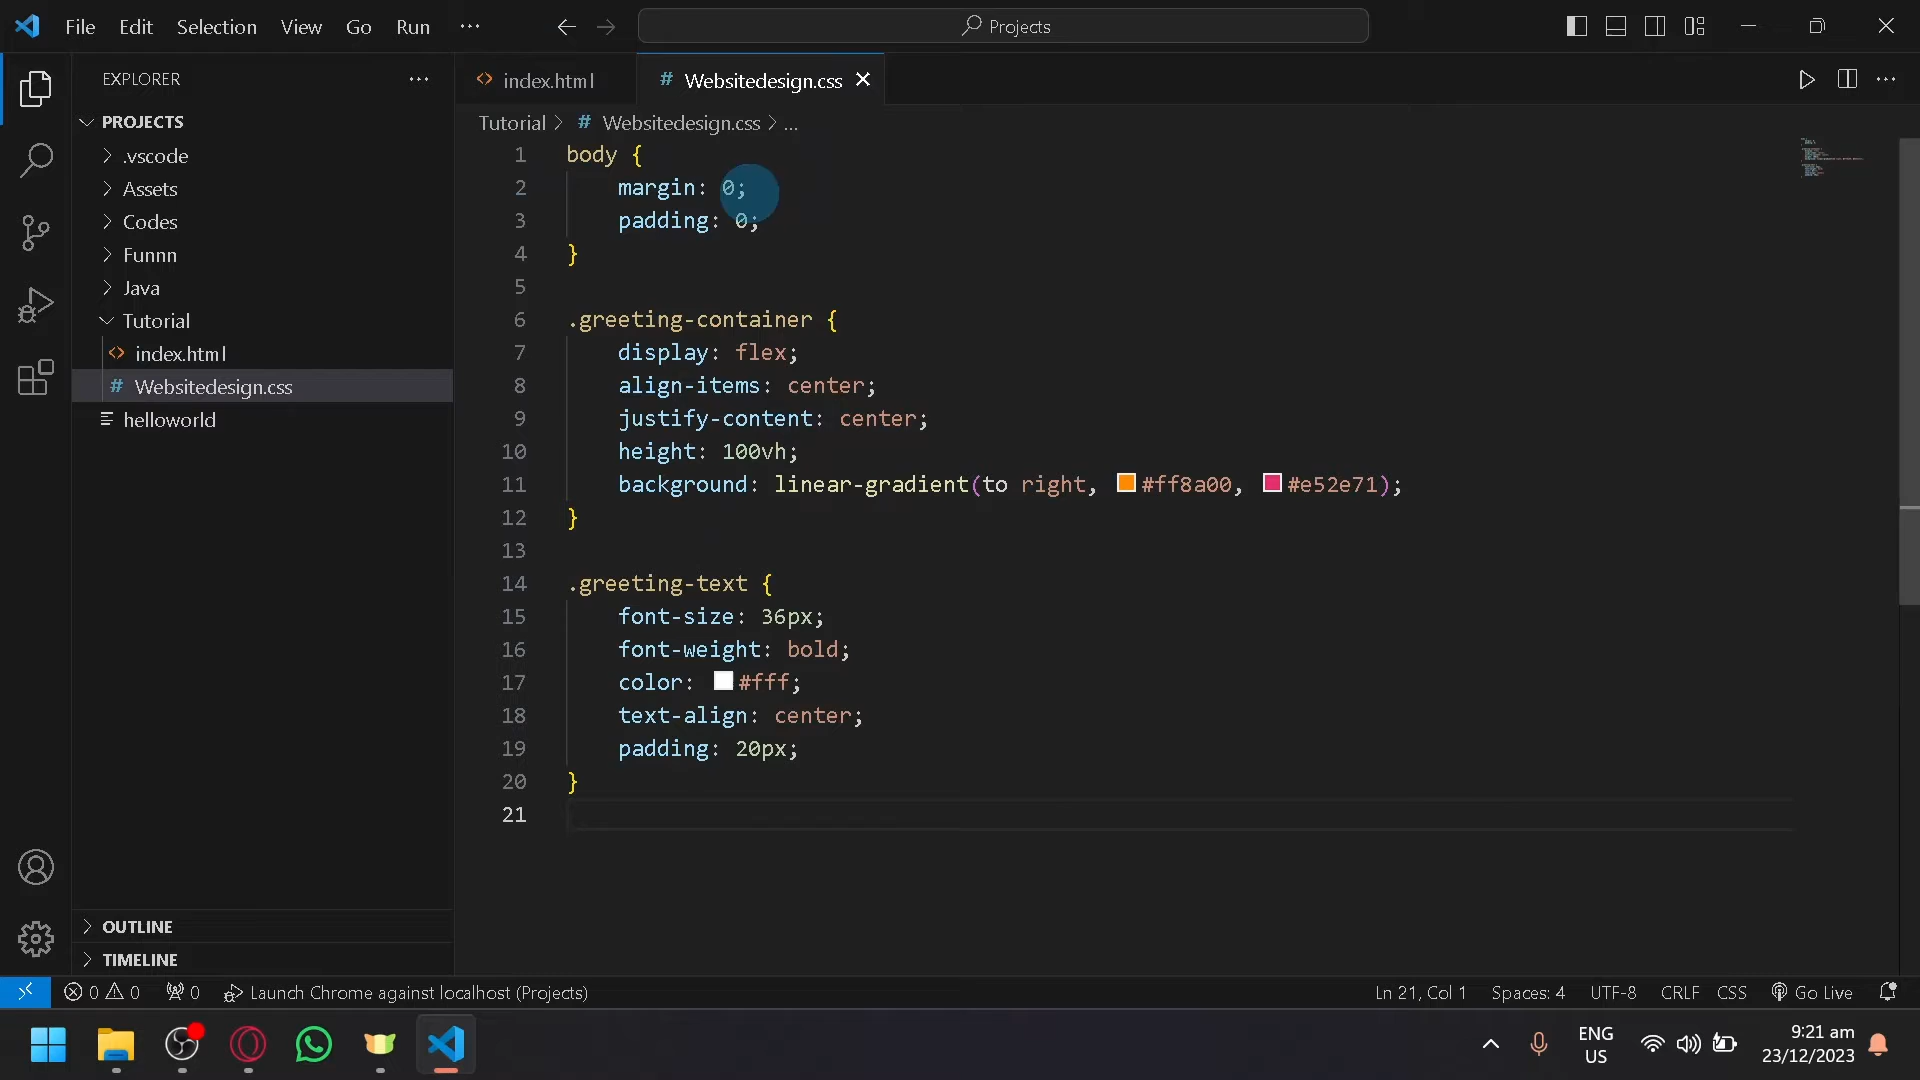 File Edit Selection View Go Run ···
Projects
EXPLORER ···
PROJECTS
.vscode
Assets
Codes
Funnn
Java
Tutorial
<> index.html
# Websitedesign.css
helloworld
OUTLINE
TIMELINE
<> index.html
# Websitedesign.css
Tutorial > # Websitedesign.css > ...
1 body {
2 margin: 0;
3 padding: 0;
4 }
5
6 .greeting-container {
7 display: flex;
8 align-items: center;
9 justify-content: center;
10 height: 100vh;
11 background: linear-gradient(to right, #ff8a00, #e52e71);
12 }
13
14 .greeting-text {
15 font-size: 36px;
16 font-weight: bold;
17 color: #fff;
18 text-align: center;
19 padding: 20px;
20 }
21
0 0 0 Launch Chrome against localhost (Projects)
Ln 21, Col 1 Spaces: 4 UTF-8 CRLF CSS Go Live
ENG
US
9:21 am
23/12/2023